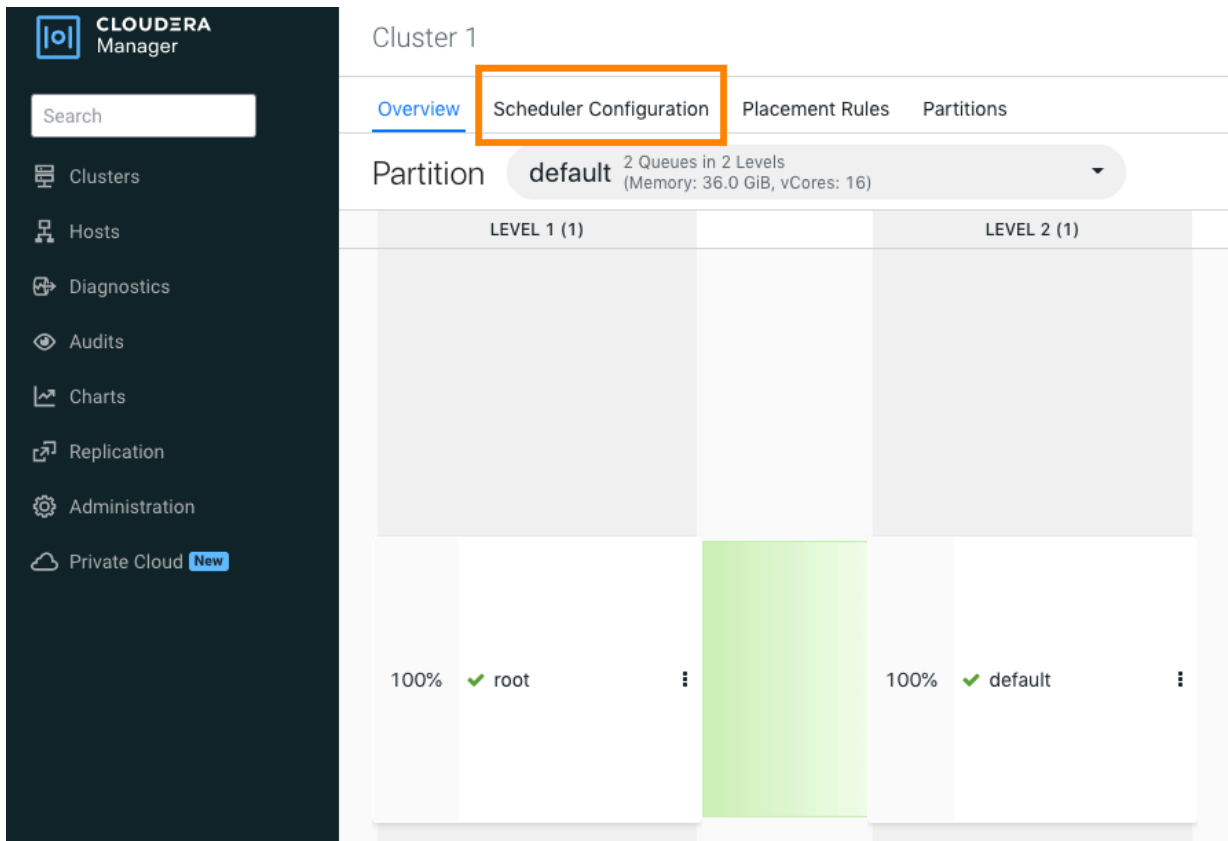 CLOUDERA
Manager
Search
Clusters
Hosts
Diagnostics
Audits
Charts
Replication
Administration
Private Cloud New
Cluster 1
Overview Scheduler Configuration Placement Rules Partitions
Partition default 2 Queues in 2 Levels
(Memory: 36.0 GiB, vCores: 16)
LEVEL 1 (1) LEVEL 2 (1)
100% root 100% default